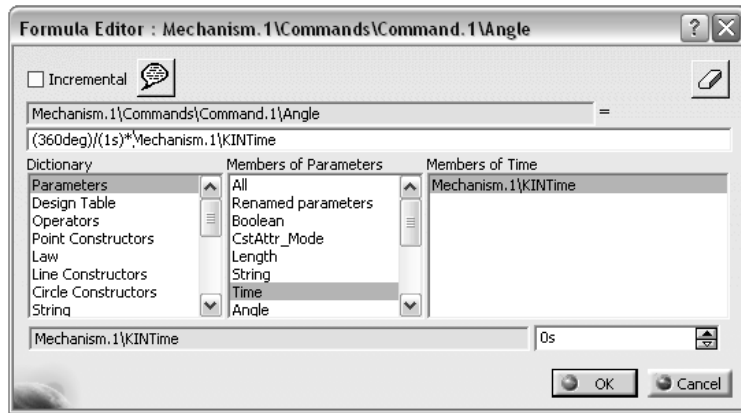 Formula Editor : Mechanism.1\Commands\Command.1\Angle
Incremental
Mechanism.1\Commands\Command.1\Angle =
(360deg)/(1s)*Mechanism.1\KINTime
Dictionary Members of Parameters Members of Time
Parameters All Mechanism.1\KINTime
Design Table Renamed parameters
Operators Boolean
Point Constructors CstAttr_Mode
Law Length
Line Constructors String
Circle Constructors Time
String Angle
Mechanism.1\KINTime 0s
OK Cancel